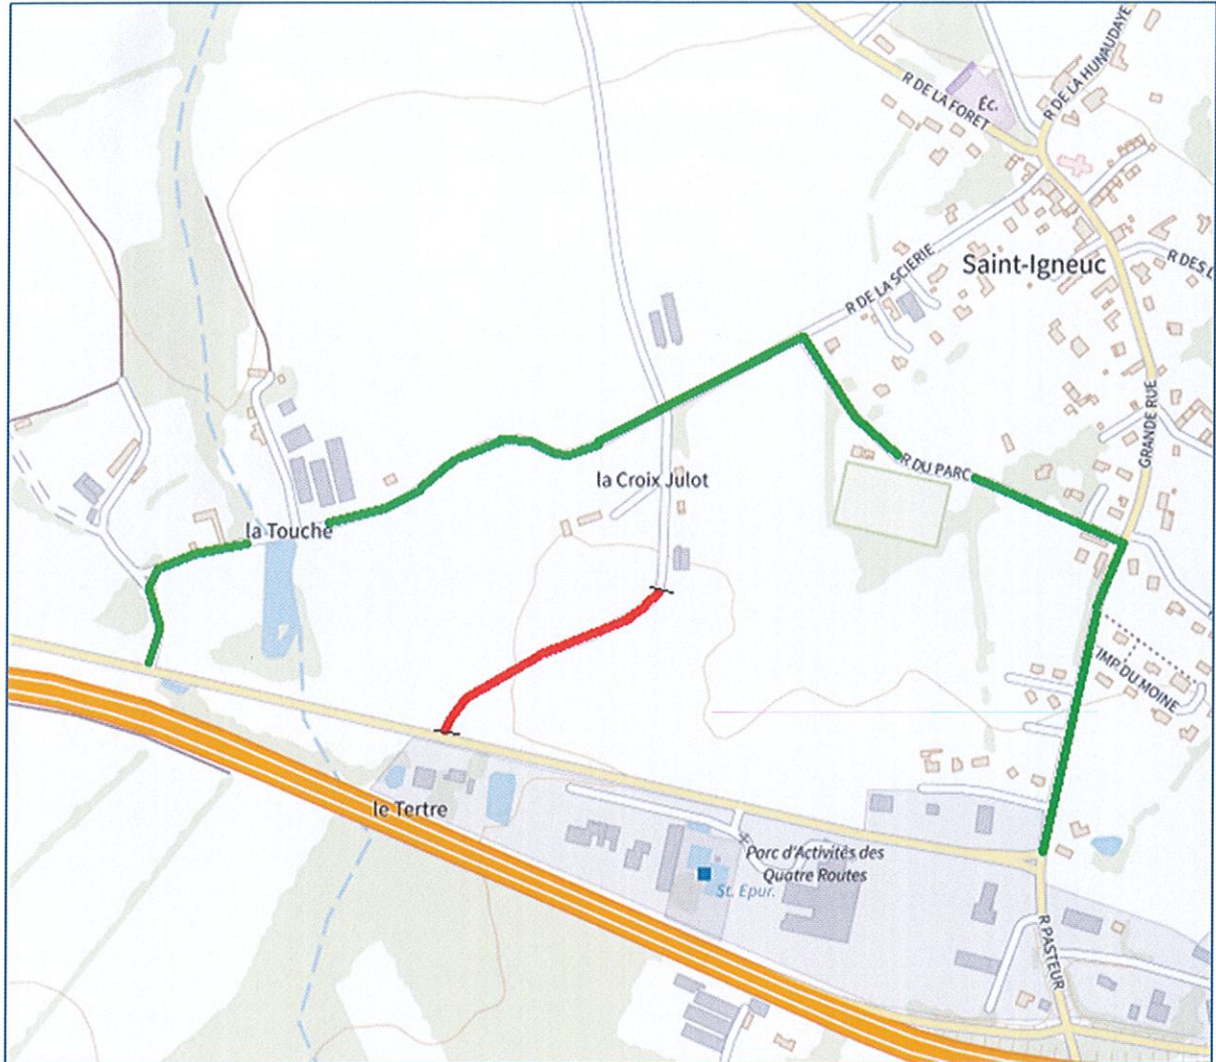 R DE LA HUNAUDAYE
R DE LA FORET
ÉC.
Saint-Igneuc
R DES L
R DE LA SCIERIE
GRANDE RUE
R DU PARC
la Croix Julot
la Touche
IMP. DU MOINE
le Tertre
Parc d'Activités des
Quatre Routes
St. Epur.
R PASTEUR